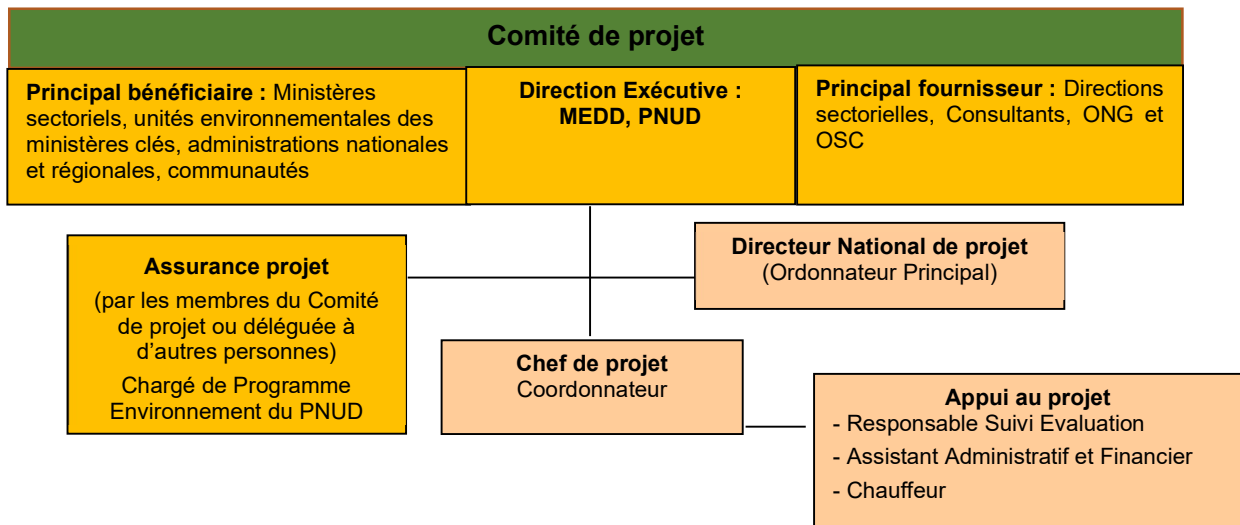 Comité de projet
Principal bénéficiaire : Ministères
sectoriels, unités environnementales des
ministères clés, administrations nationales
et régionales, communautés
Direction Exécutive :
MEDD, PNUD
Principal fournisseur : Directions
sectorielles, Consultants, ONG et
OSC
Assurance projet
(par les membres du Comité
de projet ou déléguée à
d'autres personnes)
Chargé de Programme
Environnement du PNUD
Directeur National de projet
(Ordonnateur Principal)
Chef de projet
Coordonnateur
Appui au projet
- Responsable Suivi Evaluation
- Assistant Administratif et Financier
- Chauffeur